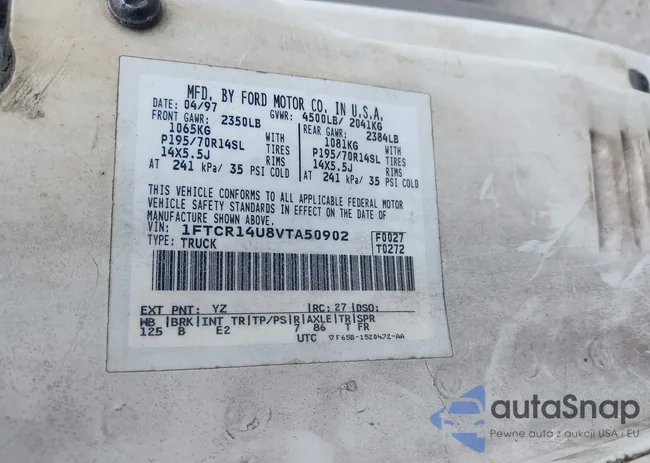 MFD. BY FORD MOTOR CO. IN U.S.A.
DATE: 04/97 GVWR: 4500LB/ 2041KG
FRONT GAWR: 2350LB REAR GAWR: 2384LB
1065KG WITH 1081KG WITH
P195/70R14SL TIRES P195/70R14SL TIRES
14X5.5J RIMS 14X5.5J RIMS
AT 241 kPa/ 35 PSI COLD AT 241 kPa/ 35 PSI COLD
THIS VEHICLE CONFORMS TO ALL APPLICABLE FEDERAL MOTOR
VEHICLE SAFETY STANDARDS IN EFFECT ON THE DATE OF
MANUFACTURE SHOWN ABOVE.
VIN: 1FTCR14U8VTA50902 F0027
TYPE: TRUCK T0272
EXT PNT: YZ |RC: 27 |DSO:
WB |BRK|INT TR|TP/PS|R|AXLE|TR|SPR
125 B E2 7 86 T FR
UTC ▽F65B-1520472-AA
autaSnap
Pewne auta z aukcji USA i EU